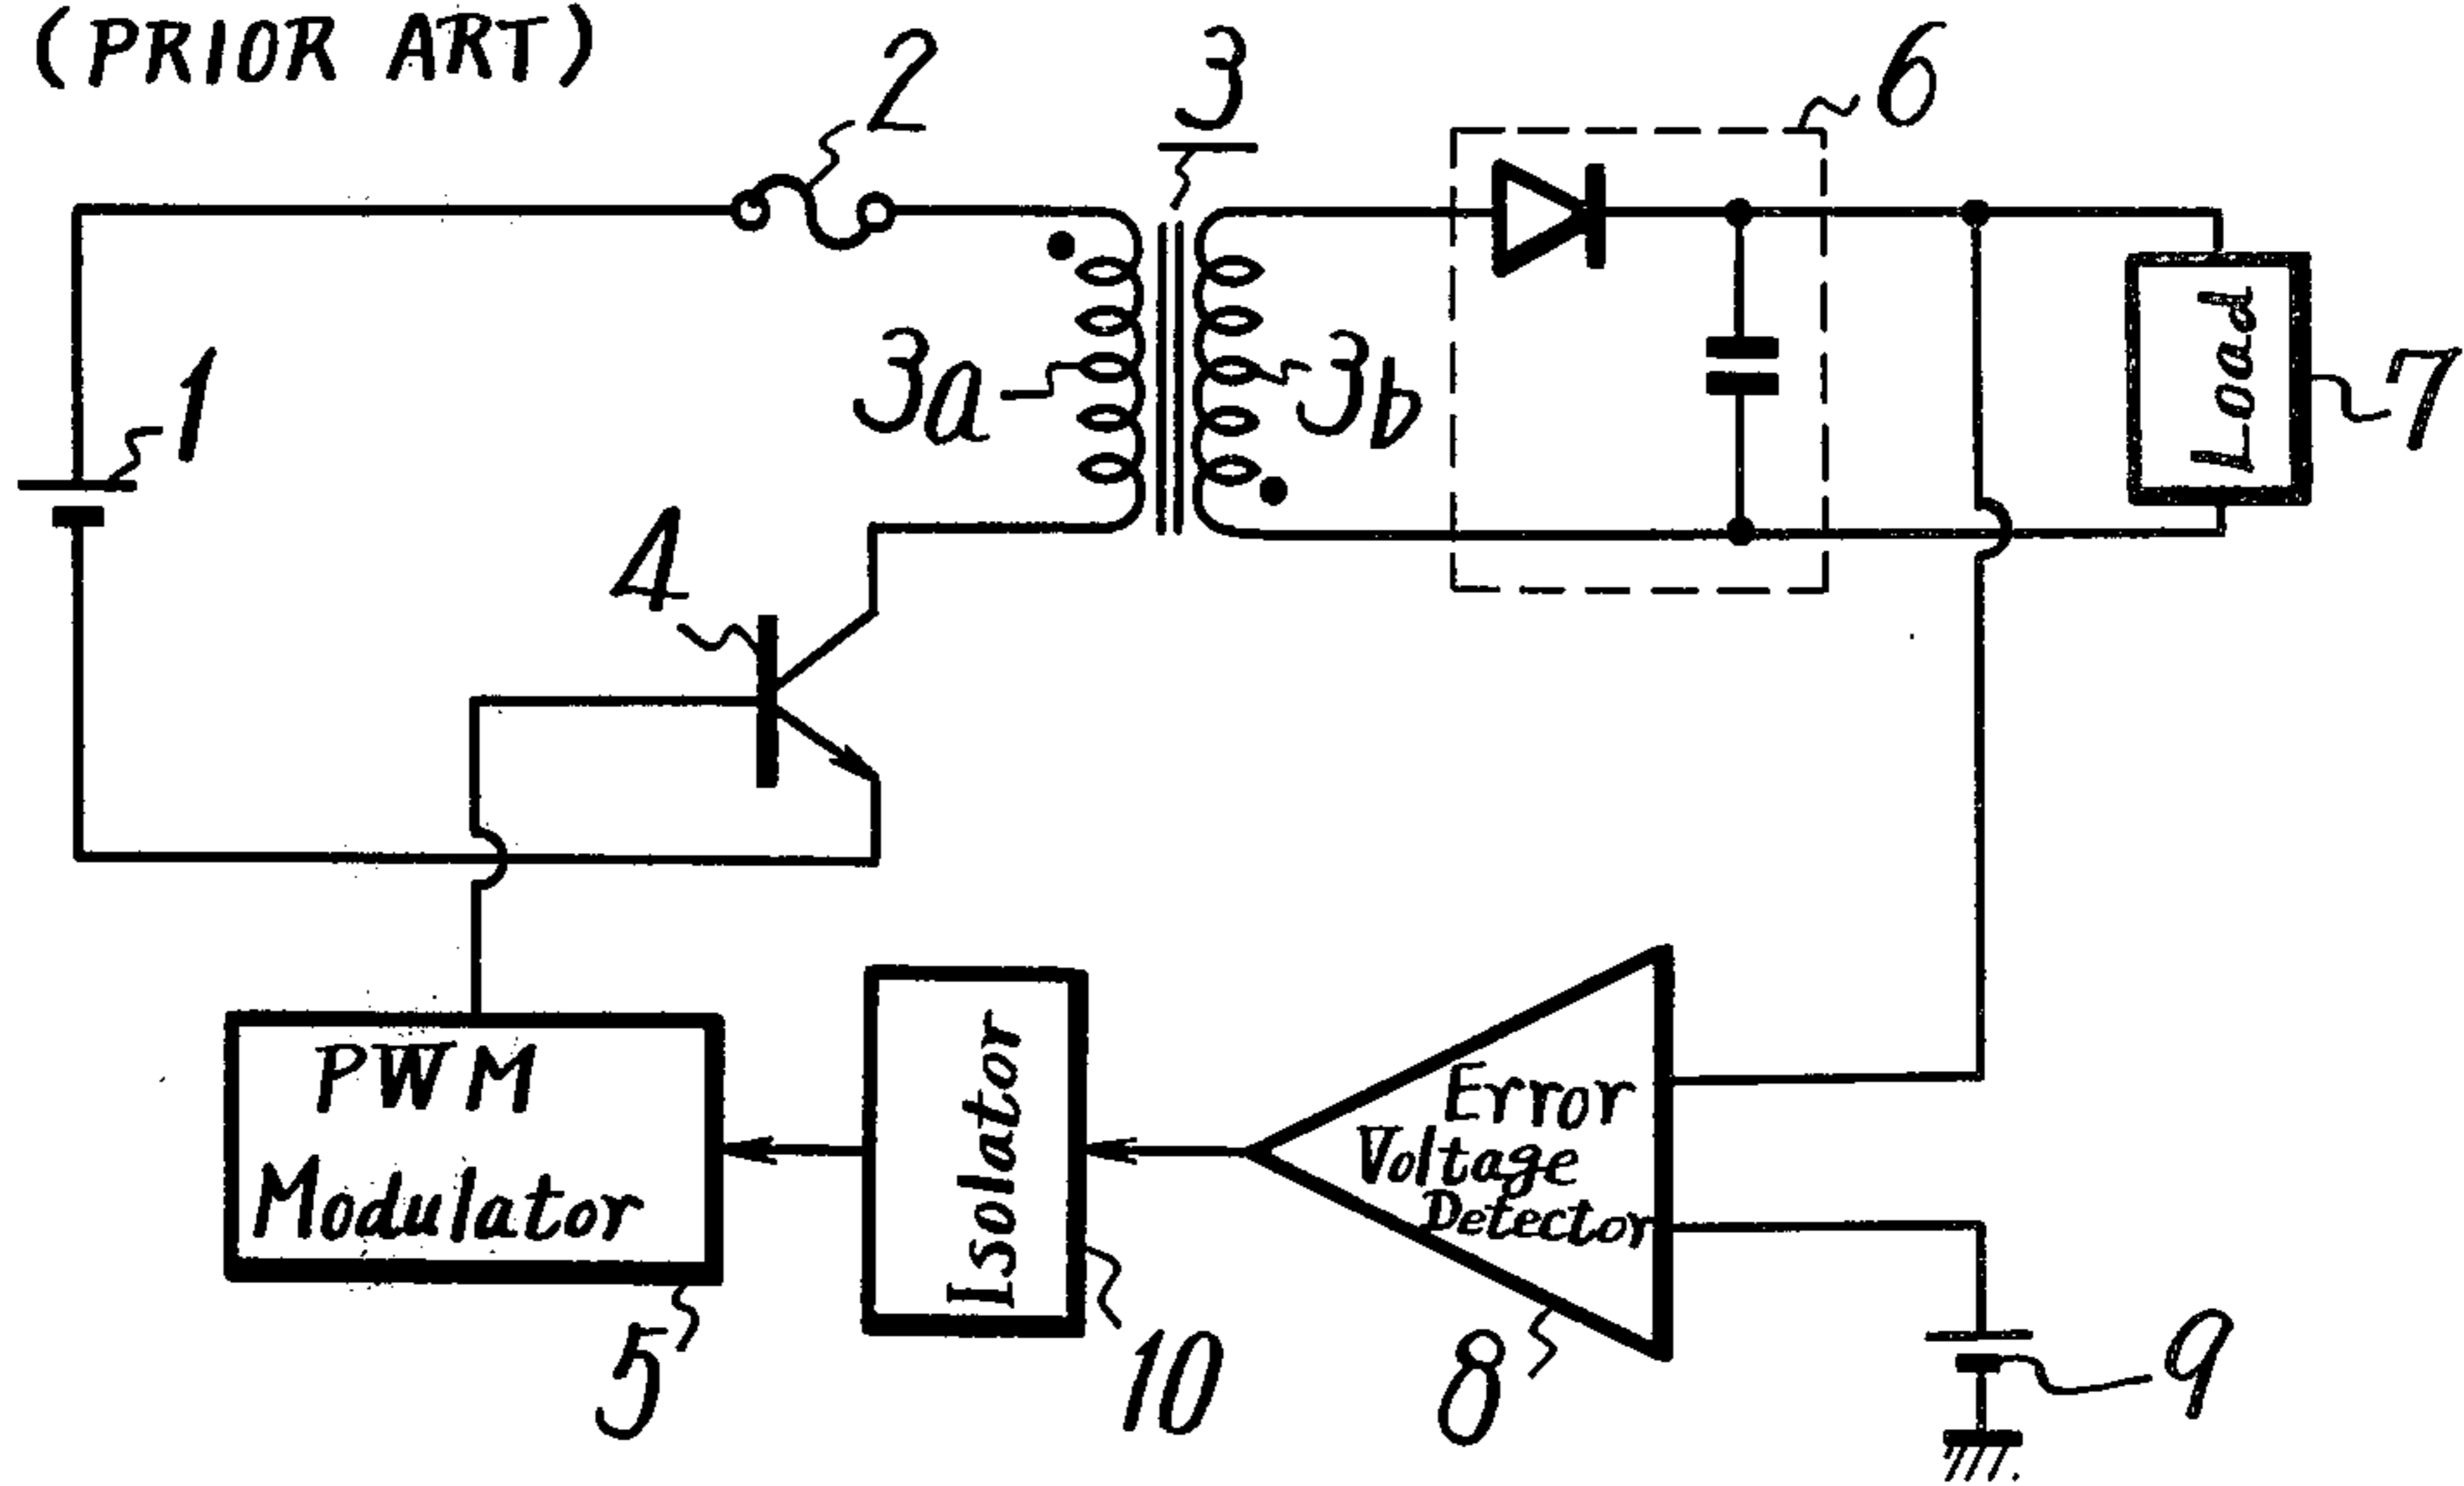 (PRIOR ART)
2
3
6
1
3a
3b
Load
7
4
PWM
Modulator
5
Isolator
10
Error
Voltage
Detector
8
9